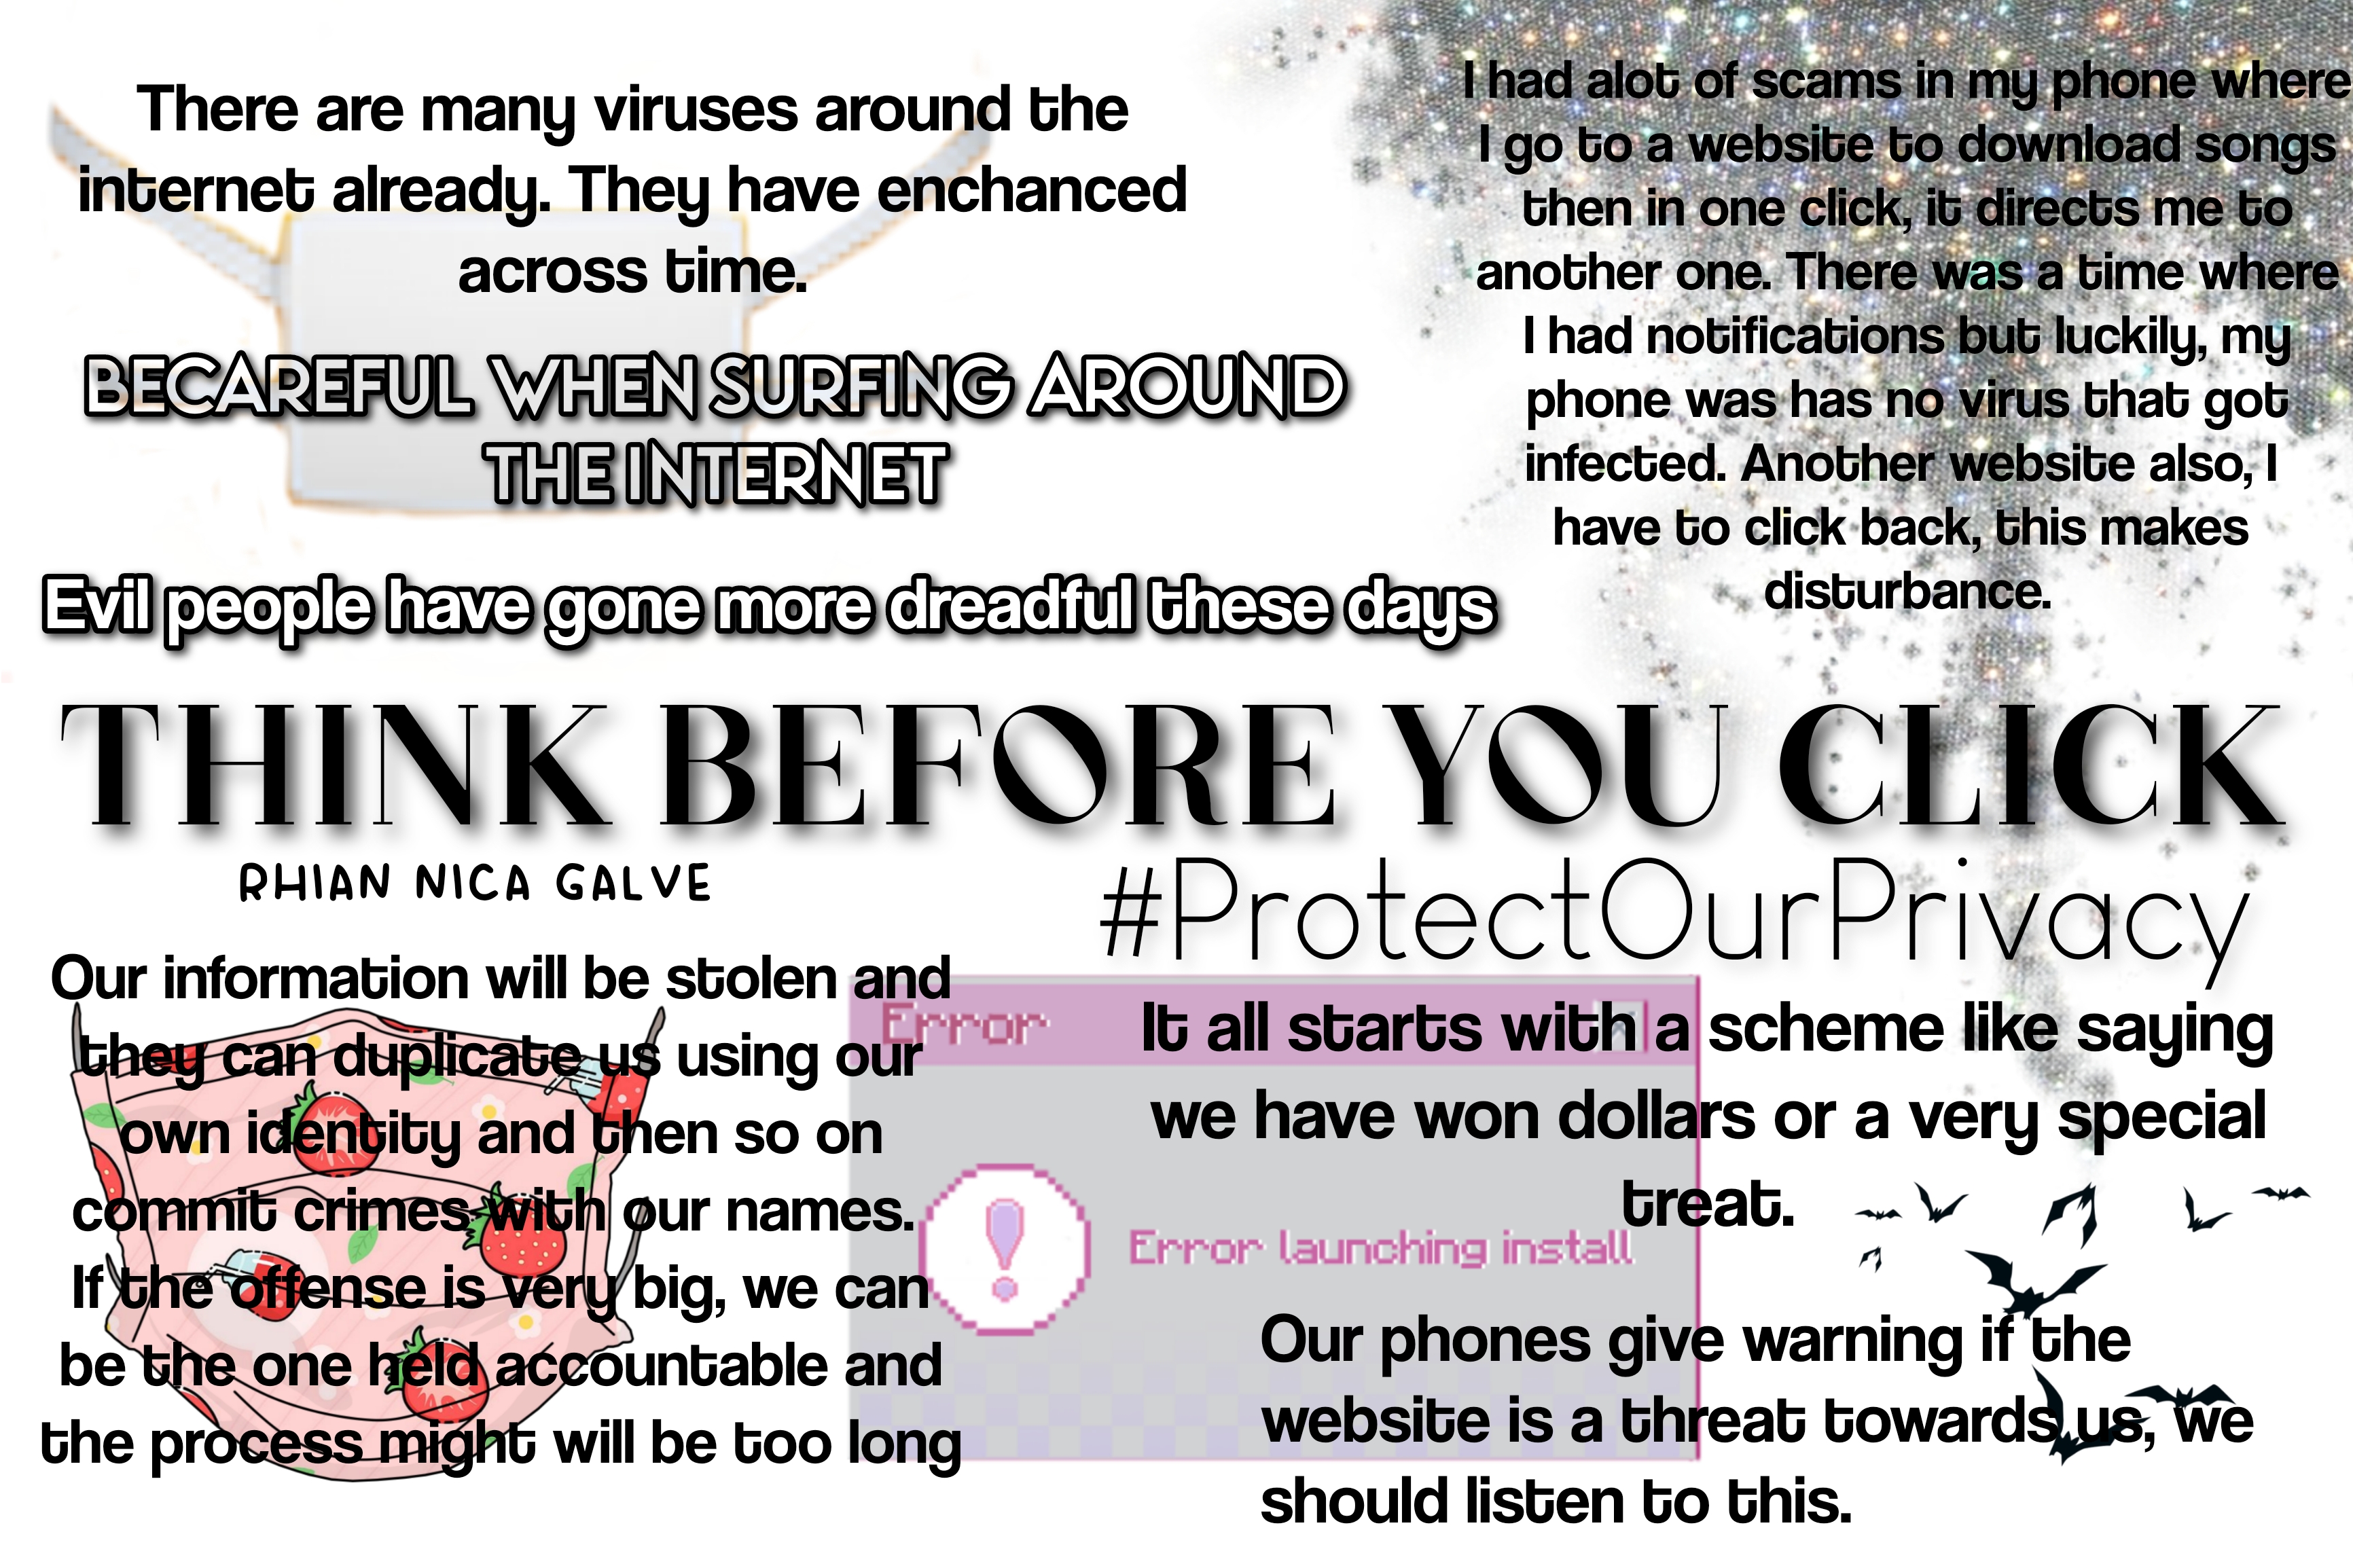 There are many viruses around the
internet already. They have enchanced
across time.
BECAREFUL WHEN SURFING AROUND
THE INTERNET
Evil people have gone more dreadful these days
I had alot of scams in my phone where
I go to a website to download songs
then in one click, it directs me to
another one. There was a time where
I had notifications but luckily, my
phone was has no virus that got
infected. Another website also, I
have to click back, this makes
disturbance.
THINK BEFORE YOU CLICK
RHIAN NICA GALVE
#ProtectOurPrivacy
Our information will be stolen and
they can duplicate us using our
own identity and then so on
commit crimes with our names.
If the offense is very big, we can
be the one held accountable and
the process might will be too long
Error
It all starts with a scheme like saying
we have won dollars or a very special
treat.
Error launching install
Our phones give warning if the
website is a threat towards us, we
should listen to this.